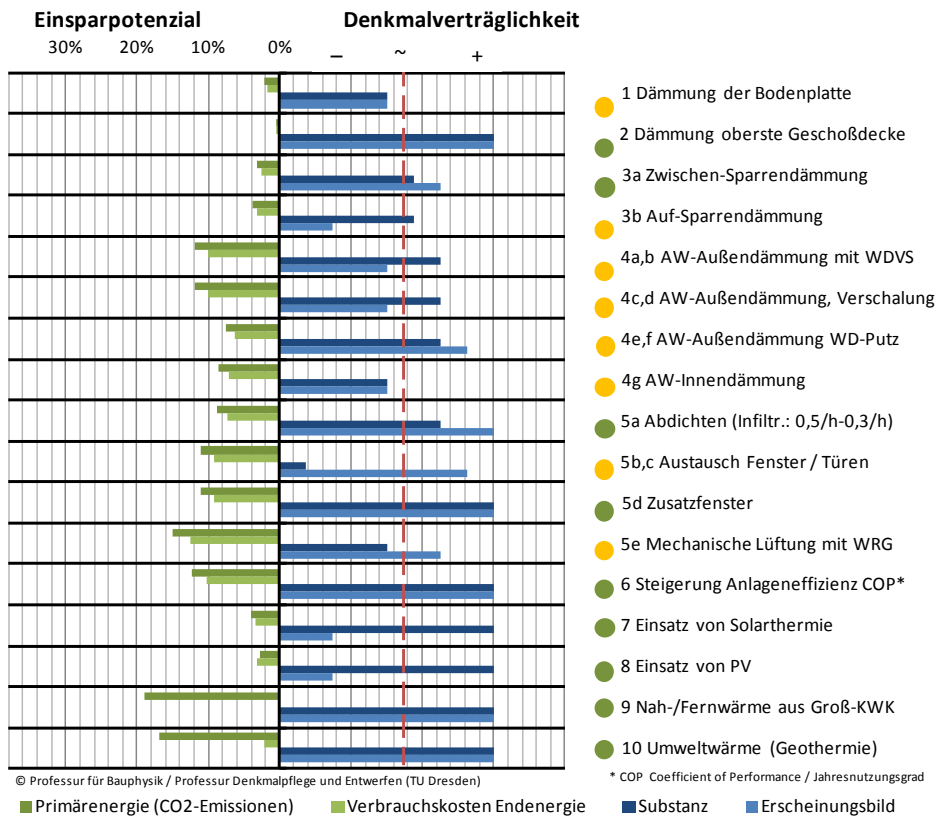 Einsparpotenzial Denkmalverträglichkeit
30% 20% 10% 0% – ~ +
1 Dämmung der Bodenplatte
2 Dämmung oberste Geschoßdecke
3a Zwischen-Sparrendämmung
3b Auf-Sparrendämmung
4a,b AW-Außendämmung mit WDVS
4c,d AW-Außendämmung, Verschalung
4e,f AW-Außendämmung WD-Putz
4g AW-Innendämmung
5a Abdichten (Infiltr.: 0,5/h-0,3/h)
5b,c Austausch Fenster / Türen
5d Zusatzfenster
5e Mechanische Lüftung mit WRG
6 Steigerung Anlageneffizienz COP*
7 Einsatz von Solarthermie
8 Einsatz von PV
9 Nah-/Fernwärme aus Groß-KWK
10 Umweltwärme (Geothermie)
© Professur für Bauphysik / Professur Denkmalpflege und Entwerfen (TU Dresden) * COP Coefficient of Performance / Jahresnutzungsgrad
Primärenergie (CO2-Emissionen) Verbrauchskosten Endenergie Substanz Erscheinungsbild